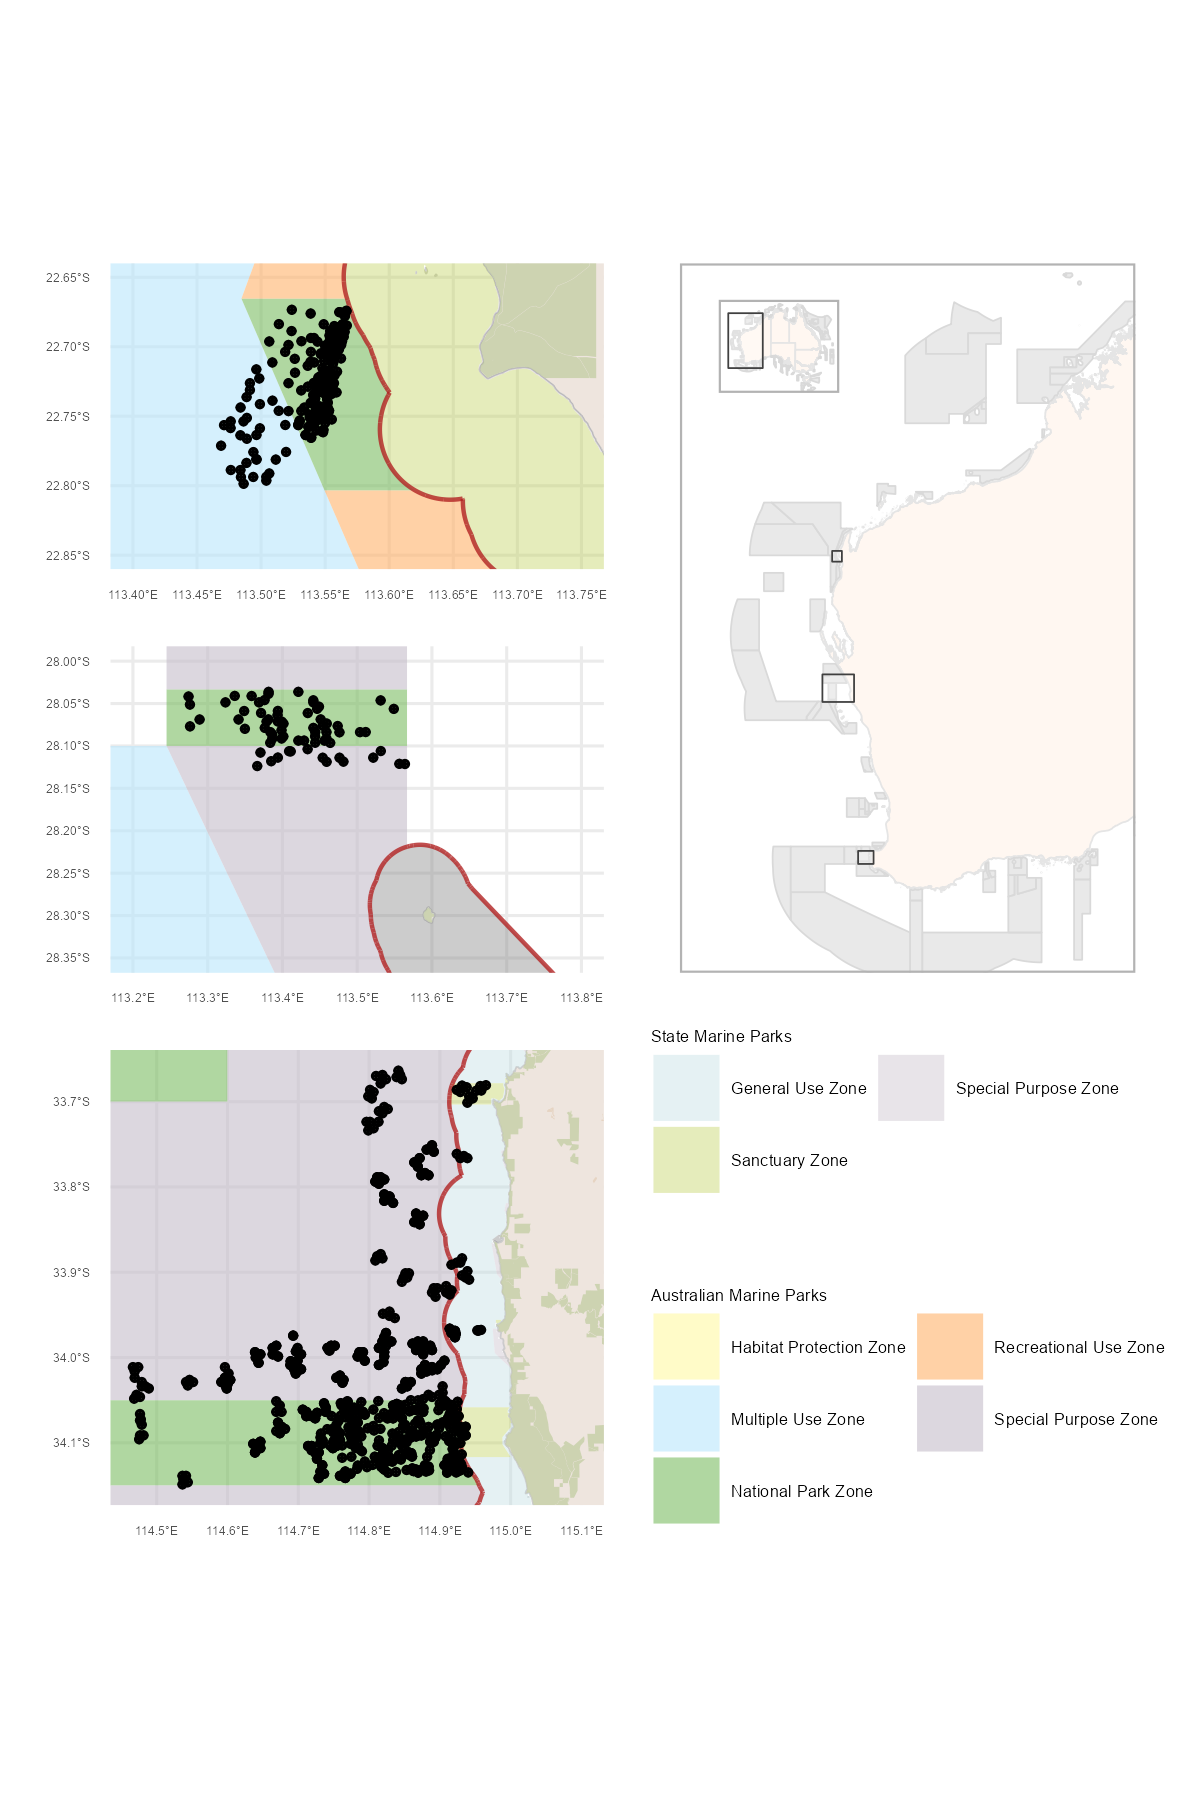 22.65°S
22.70°S
22.75°S
22.80°S
22.85°S
113.40°E 113.45°E 113.50°E 113.55°E 113.60°E 113.65°E 113.70°E 113.75°E
28.00°S
28.05°S
28.10°S
28.15°S
28.20°S
28.25°S
28.30°S
28.35°S
113.2°E 113.3°E 113.4°E 113.5°E 113.6°E 113.7°E 113.8°E
33.7°S
33.8°S
33.9°S
34.0°S
34.1°S
114.5°E 114.6°E 114.7°E 114.8°E 114.9°E 115.0°E 115.1°E
State Marine Parks
General Use Zone Special Purpose Zone
Sanctuary Zone
Australian Marine Parks
Habitat Protection Zone Recreational Use Zone
Multiple Use Zone Special Purpose Zone
National Park Zone